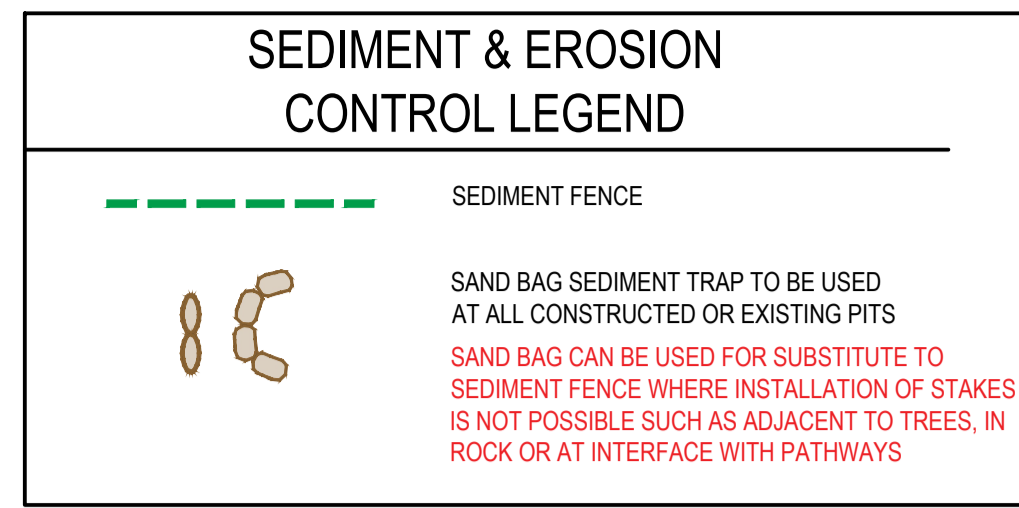 SEDIMENT & EROSION
CONTROL LEGEND
SEDIMENT FENCE
SAND BAG SEDIMENT TRAP TO BE USED
AT ALL CONSTRUCTED OR EXISTING PITS
SAND BAG CAN BE USED FOR SUBSTITUTE TO
SEDIMENT FENCE WHERE INSTALLATION OF STAKES
IS NOT POSSIBLE SUCH AS ADJACENT TO TREES, IN
ROCK OR AT INTERFACE WITH PATHWAYS